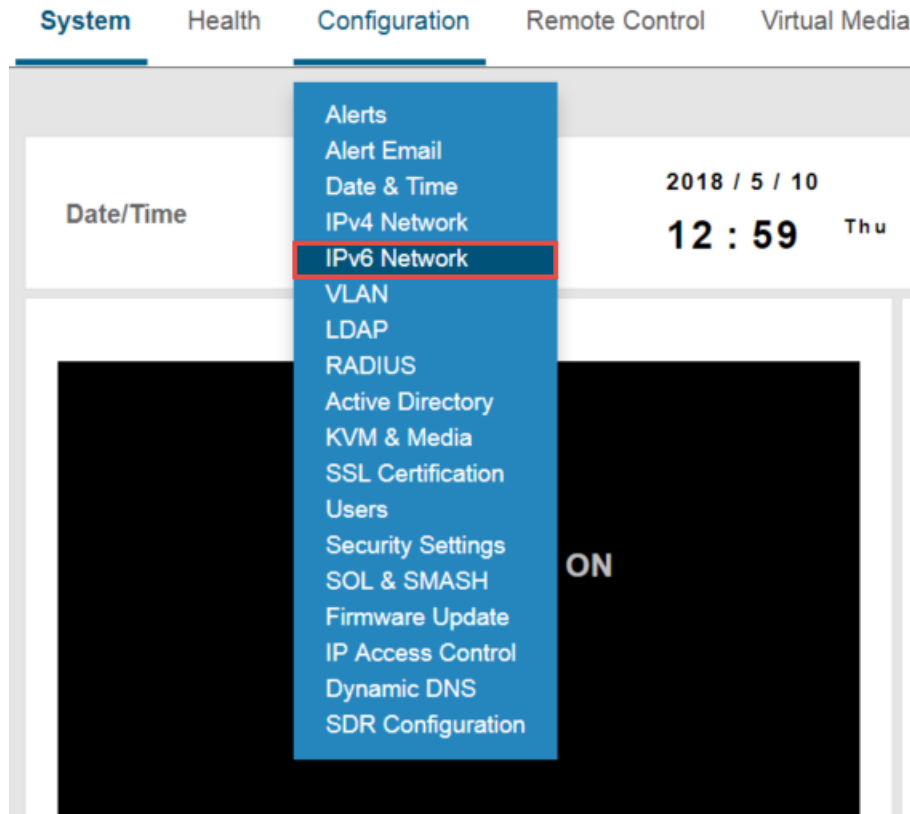 System Health Configuration Remote Control Virtual Media
Alerts
Alert Email
Date & Time
IPv4 Network
IPv6 Network
VLAN
LDAP
RADIUS
Active Directory
KVM & Media
SSL Certification
Users
Security Settings
SOL & SMASH
Firmware Update
IP Access Control
Dynamic DNS
SDR Configuration
Date/Time
2018 / 5 / 10
12 : 59 Thu
ON